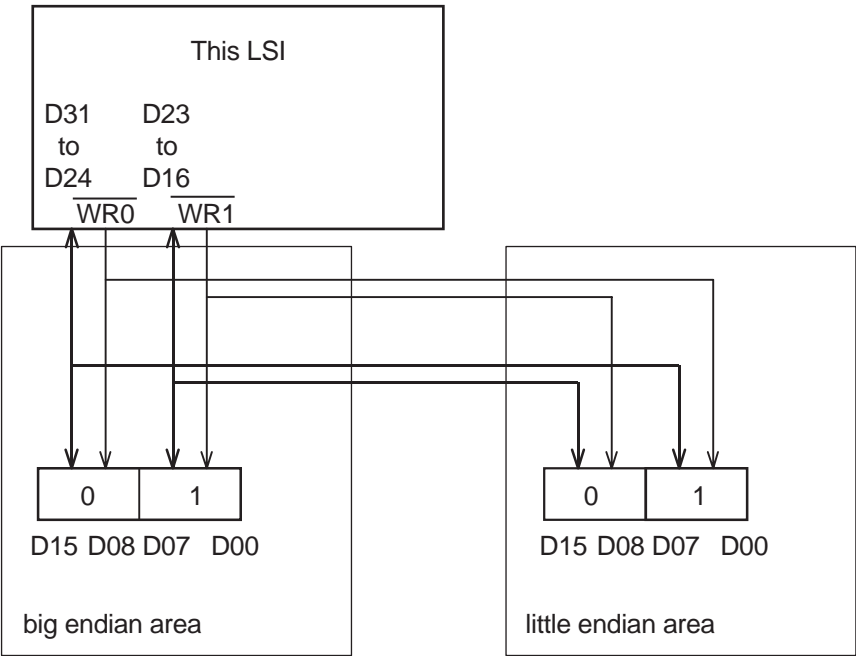 This LSI
D31 D23
to to
D24 D16
WR0 WR1
0 1
D15 D08 D07 D00
big endian area
0 1
D15 D08 D07 D00
little endian area